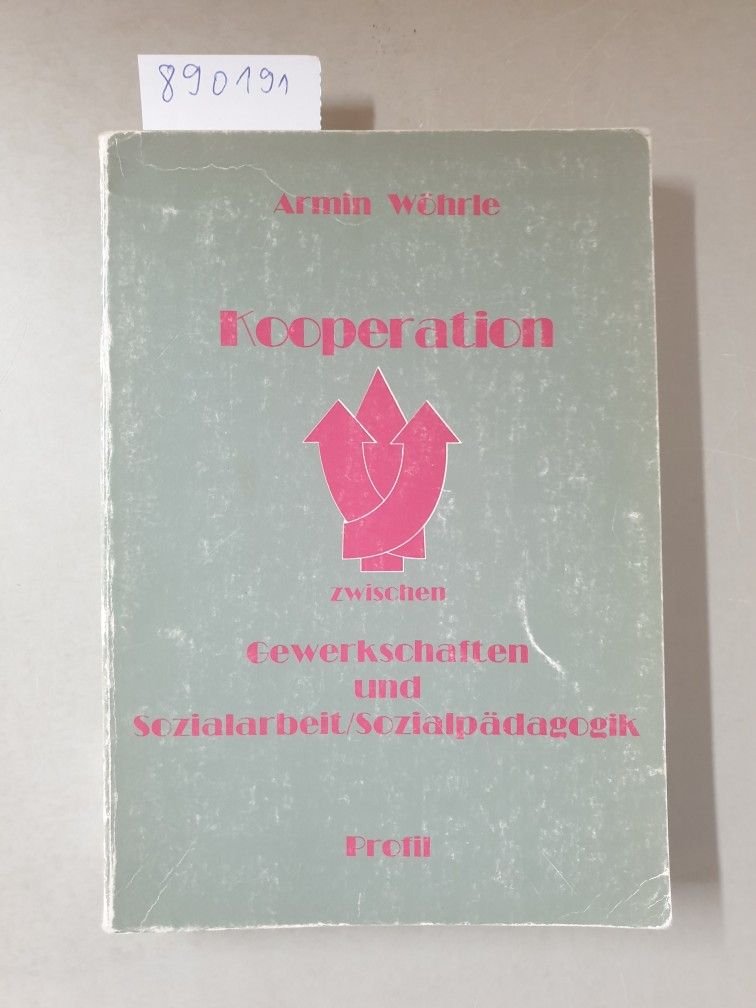 890191
Armin Wöhrle
Kooperation
zwischen
Gewerkschaften
und
Sozialarbeit/Sozialpädagogik
Profil